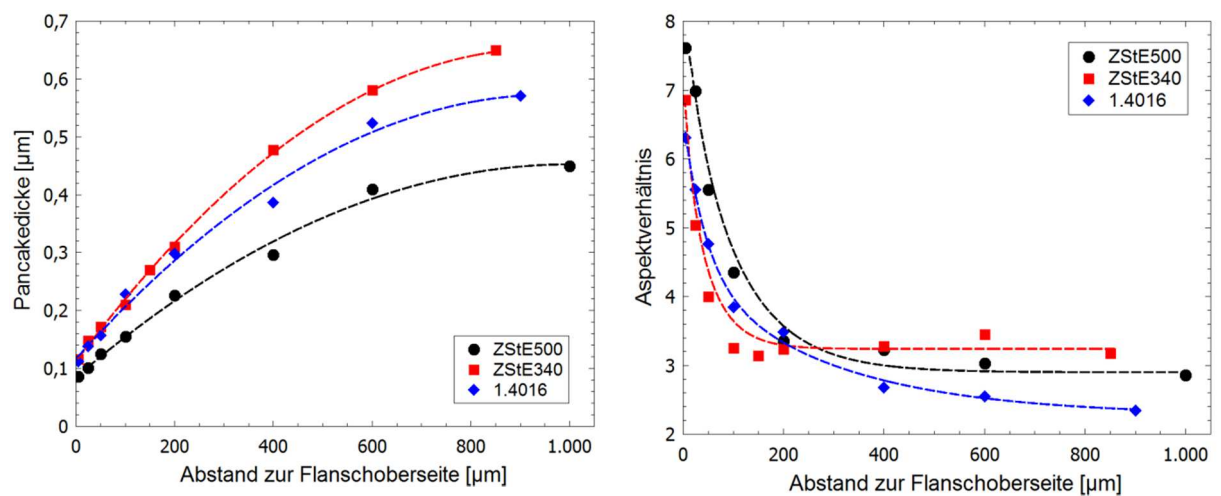 0,7
0,6
0,5
0,4
0,3
0,2
0,1
0
Pancakedicke [µm]
ZStE500
ZStE340
1.4016
0 200 400 600 800 1.000
Abstand zur Flanschoberseite [µm]
8
7
6
5
4
3
2
Aspektverhältnis
ZStE500
ZStE340
1.4016
0 200 400 600 800 1.000
Abstand zur Flanschoberseite [µm]